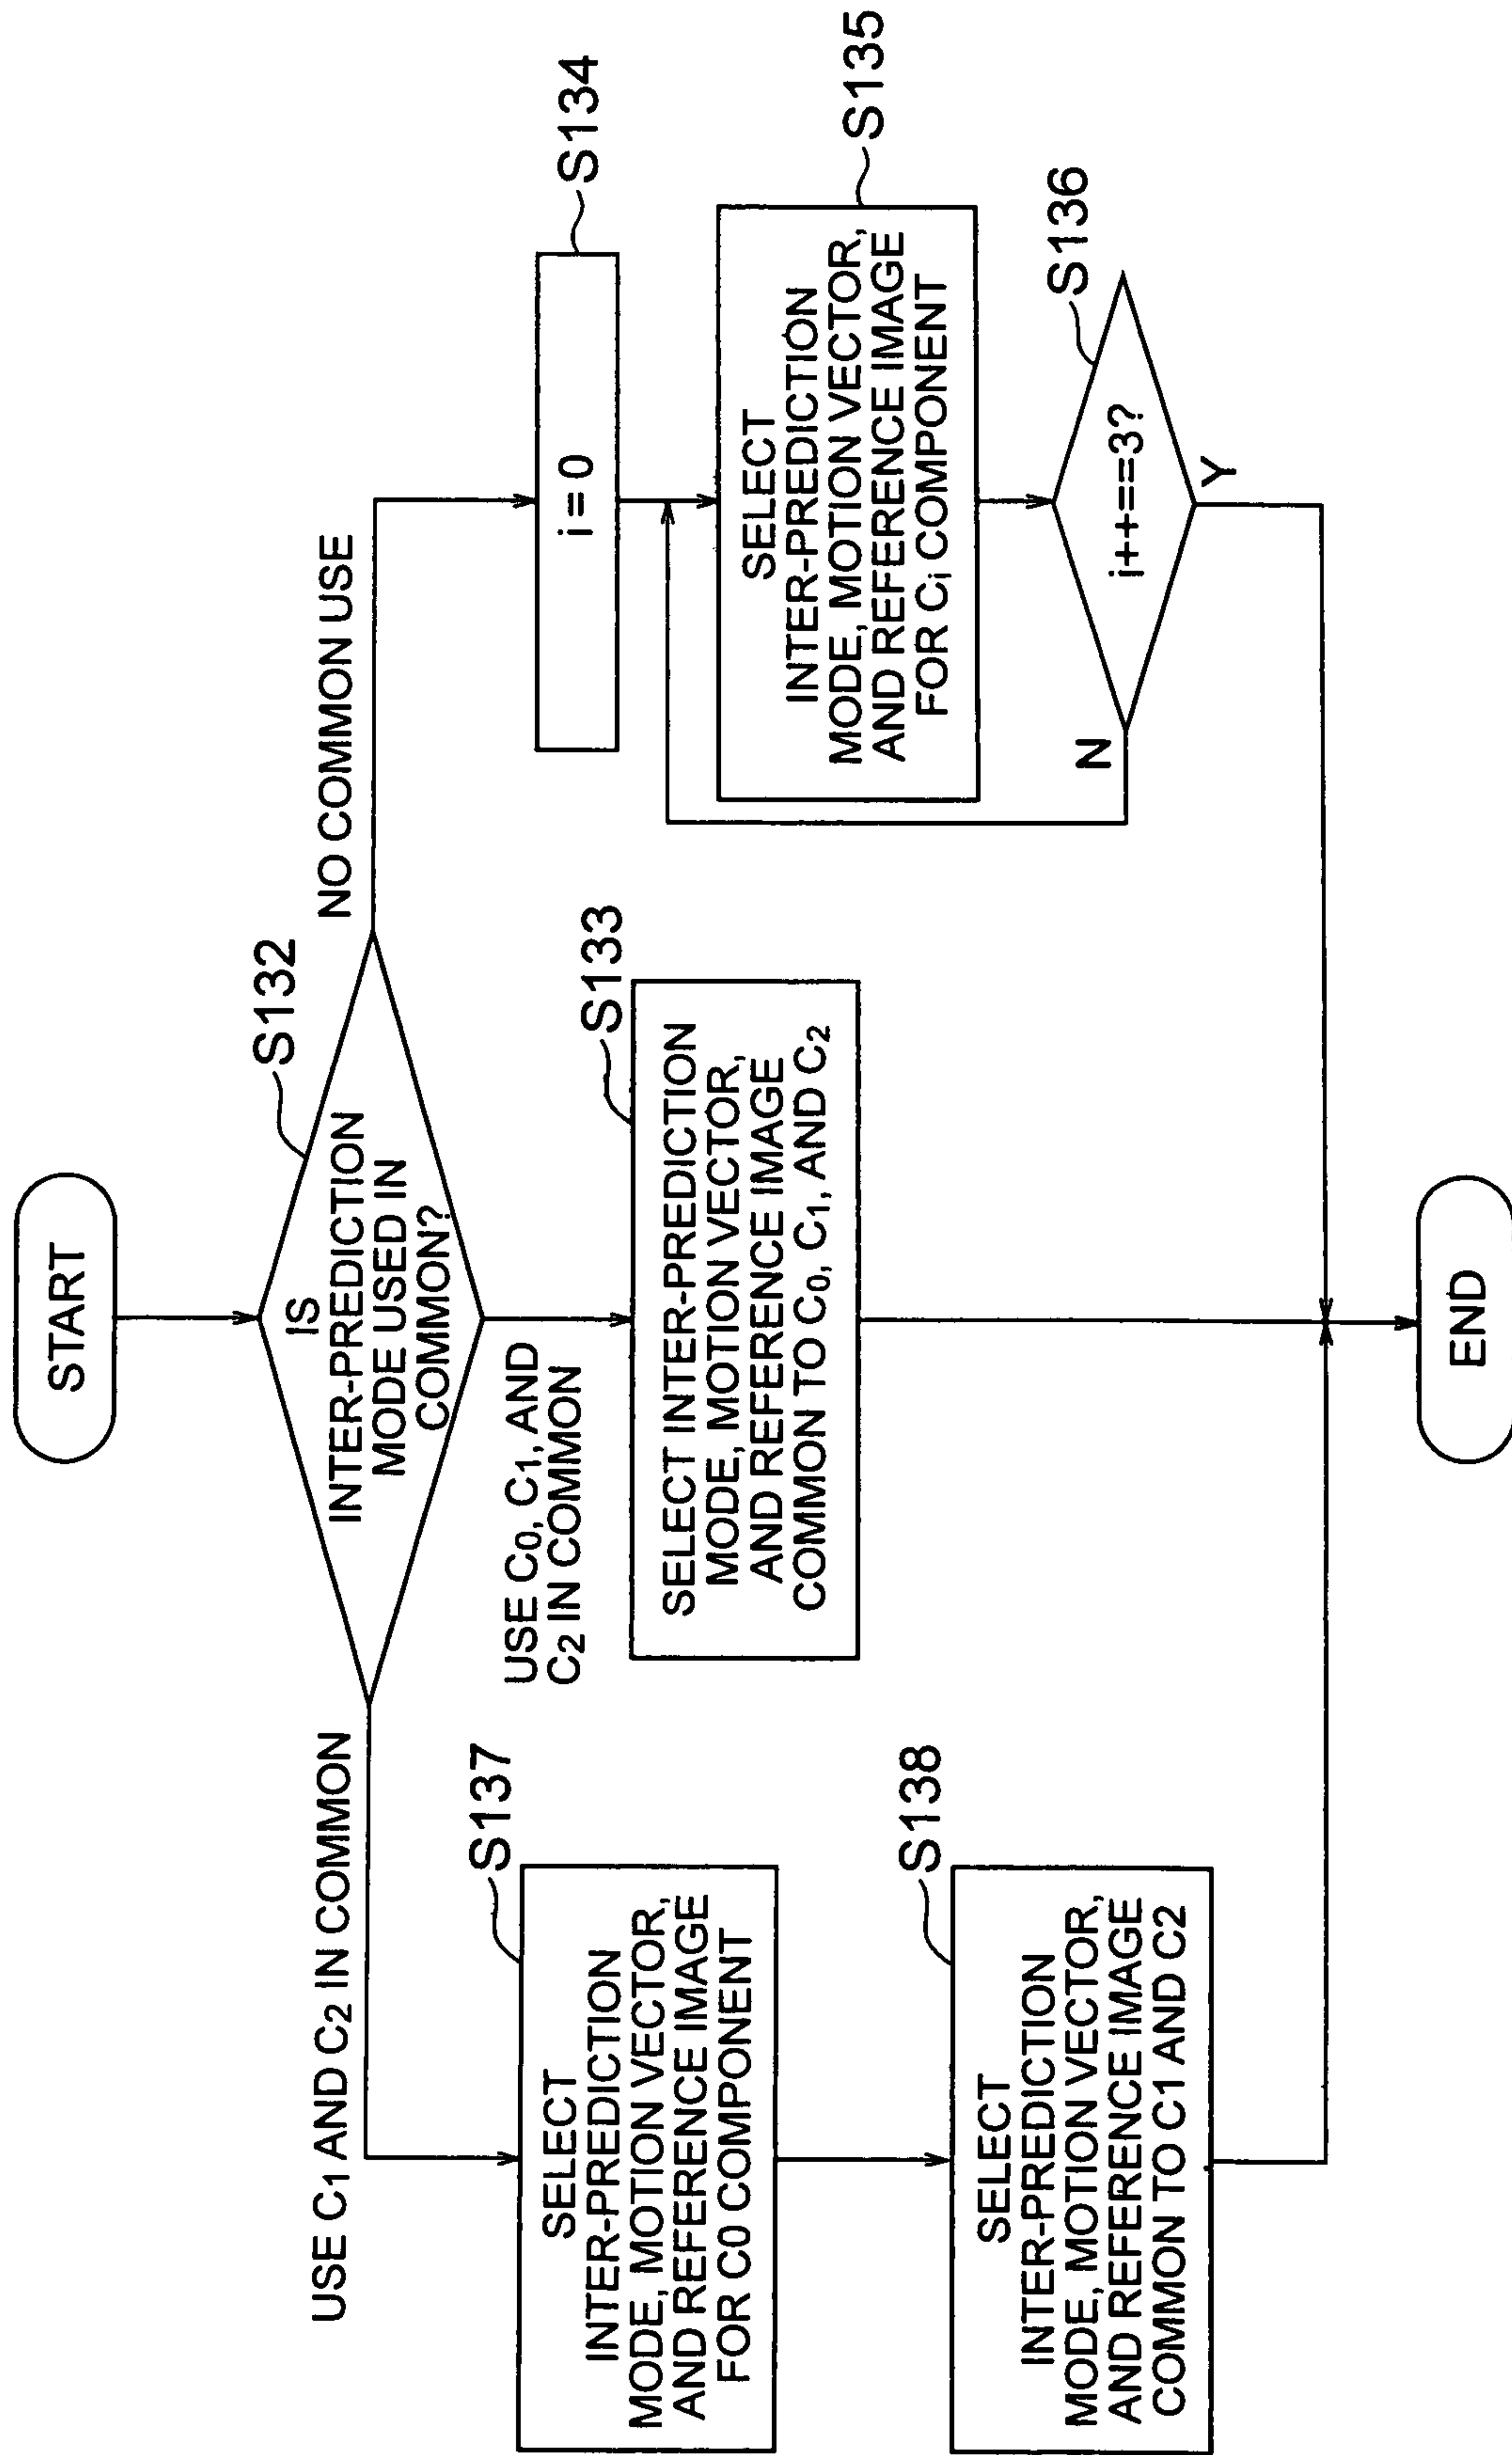 START
IS
INTER-PREDICTION
MODE USED IN
COMMON?
S132
USE C1 AND C2 IN COMMON
S137
SELECT
INTER-PREDICTION
MODE, MOTION VECTOR,
AND REFERENCE IMAGE
FOR C0 COMPONENT
S138
SELECT
INTER-PREDICTION
MODE, MOTION VECTOR,
AND REFERENCE IMAGE
COMMON TO C1 AND C2
USE C0, C1, AND
C2 IN COMMON
S133
SELECT INTER-PREDICTION
MODE, MOTION VECTOR,
AND REFERENCE IMAGE
COMMON TO C0, C1, AND C2
NO COMMON USE
S134
i = 0
S135
SELECT
INTER-PREDICTION
MODE, MOTION VECTOR,
AND REFERENCE IMAGE
FOR Ci COMPONENT
S136
i++==3?
N
Y
END